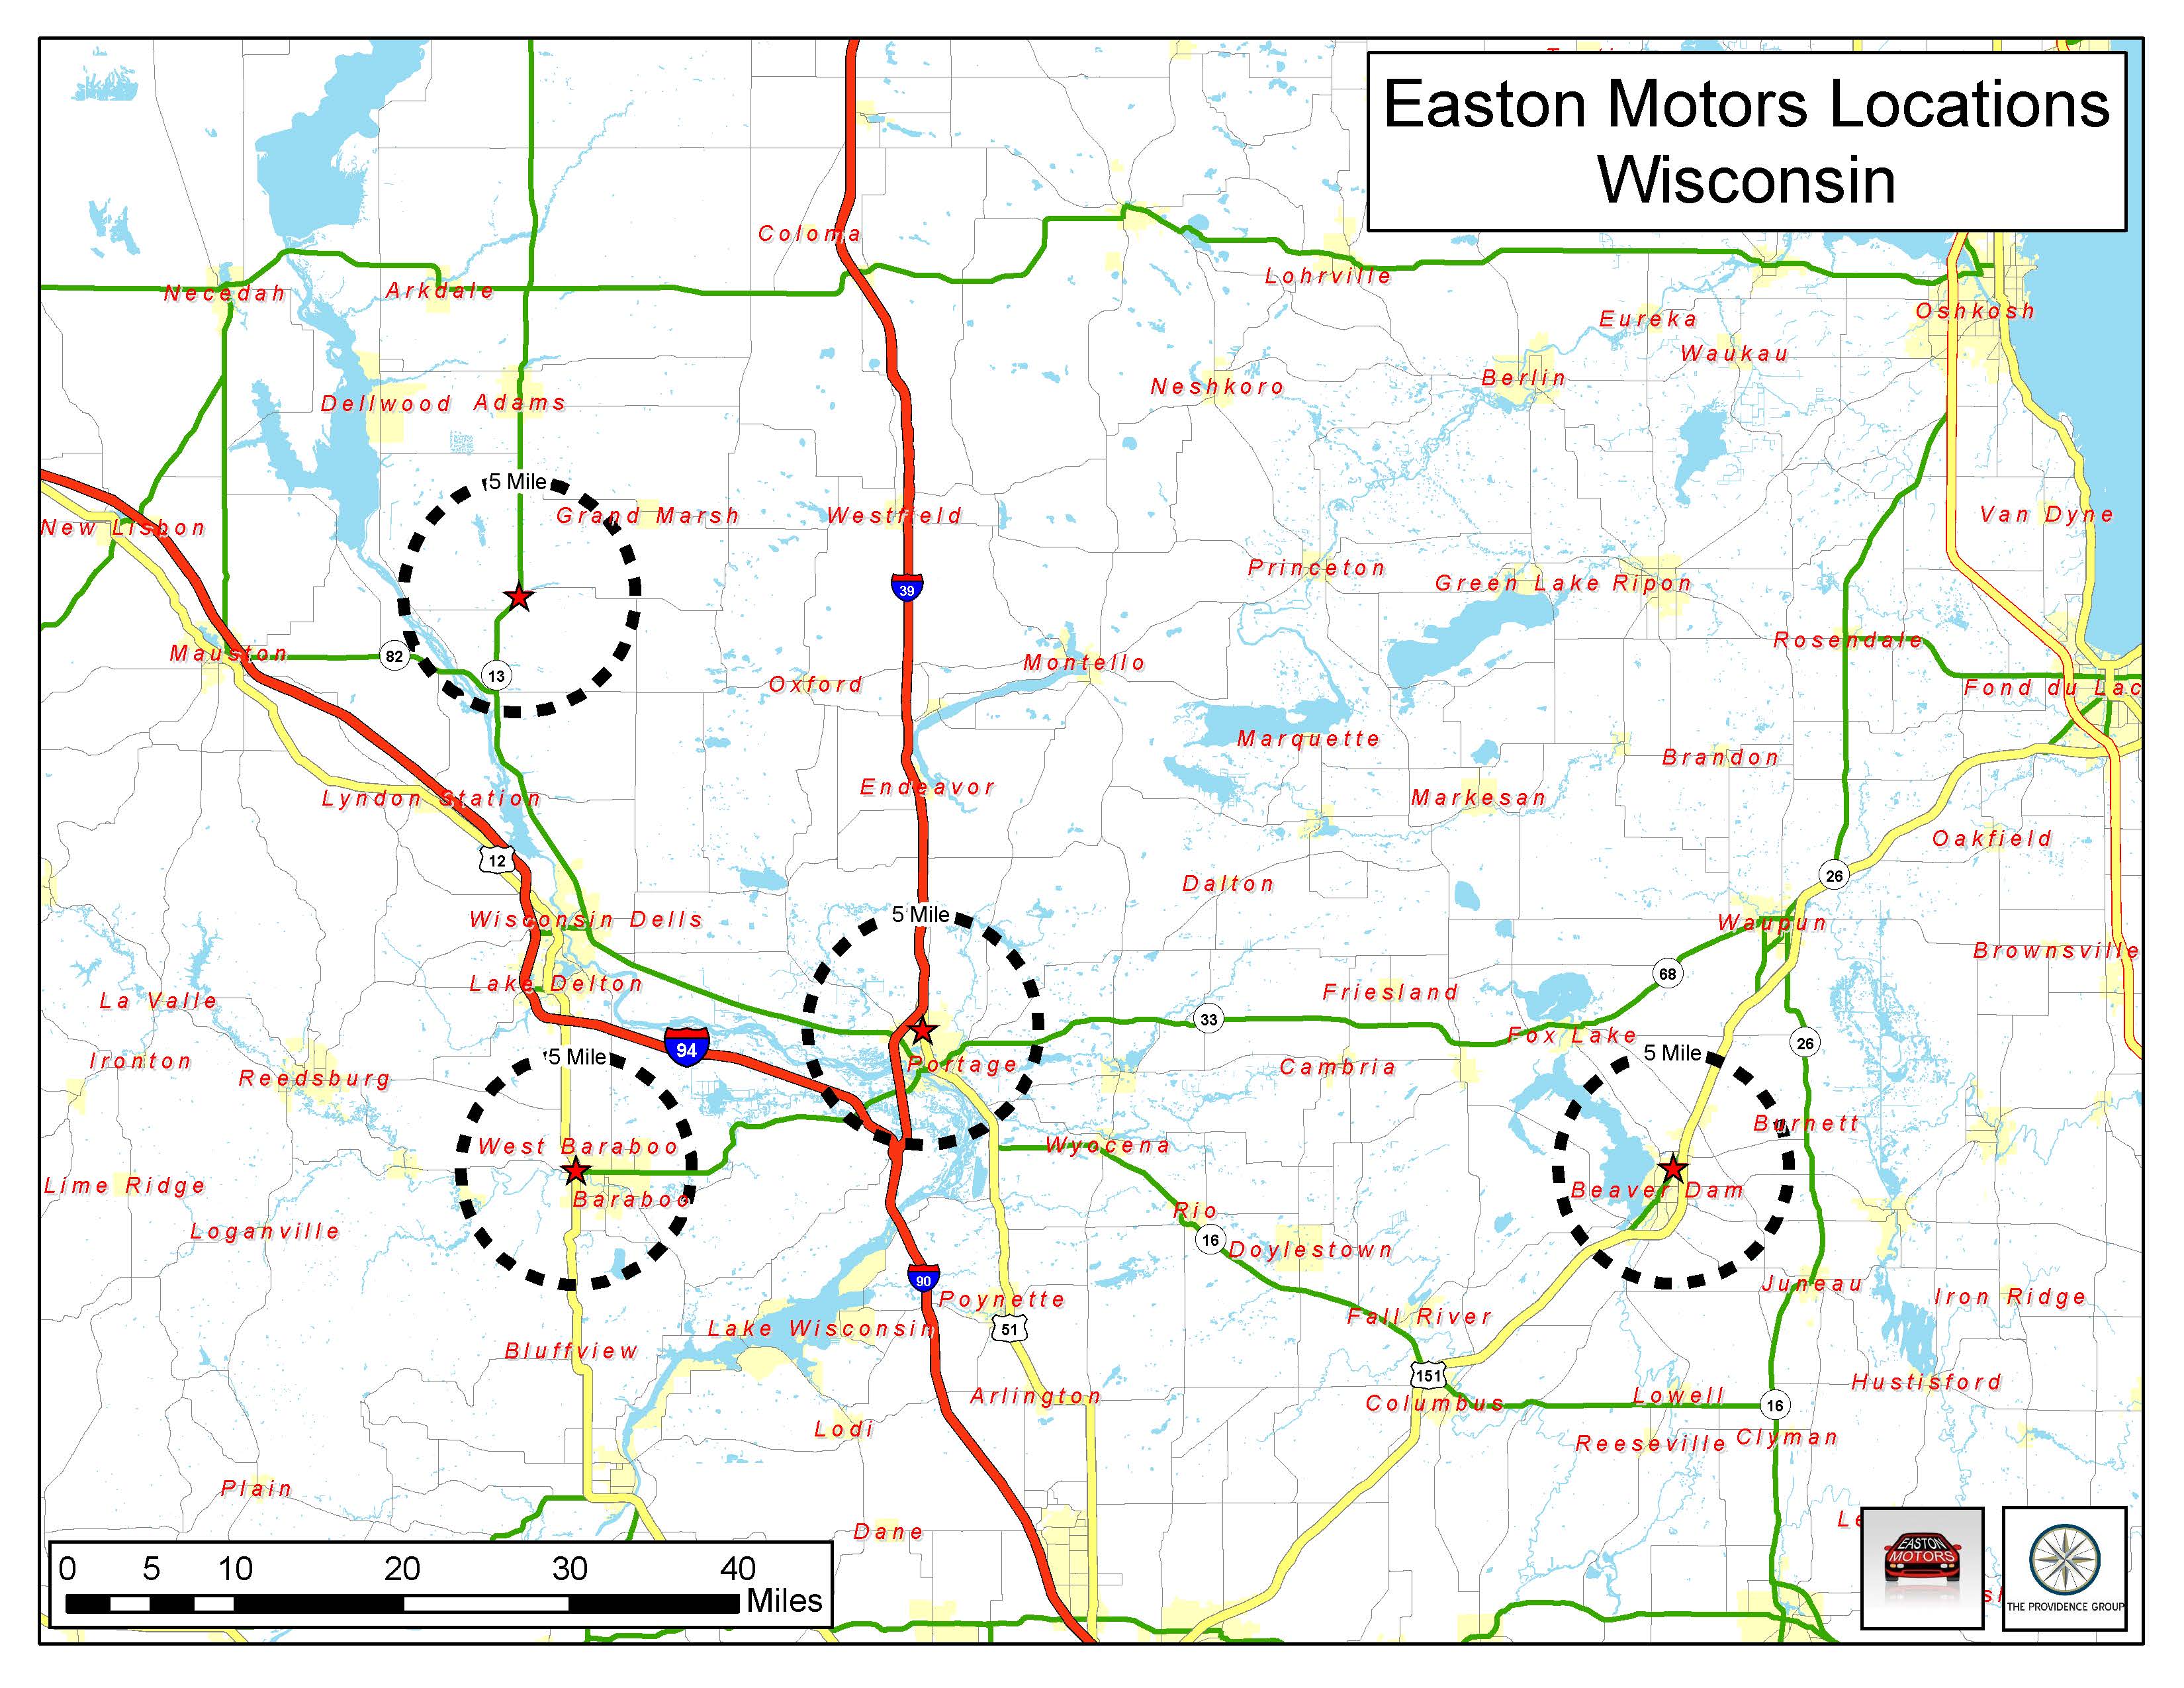 Easton Motors Locations
Wisconsin
Coloma
Necedah
Arkdale
Lohrville
Eureka
Oshkosh
Waukau
Neshkoro
Berlin
Dellwood
Adams
5 Mile
Grand Marsh
Westfield
Van Dyne
New Lisbon
Princeton
Green Lake
Ripon
39
Rosendale
Mauston
82
13
Montello
Oxford
Fond du Lac
Marquette
Brandon
Endeavor
Lyndon Station
Markesan
Oakfield
12
26
Dalton
5 Mile
Wisconsin Dells
Waupun
Brownsville
68
Lake Delton
Friesland
La Valle
33
Fox Lake
26
94
5 Mile
5 Mile
Ironton
Portage
Cambria
Reedsburg
Burnett
West Baraboo
Wyocena
Lime Ridge
Baraboo
Beaver Dam
Rio
Loganville
16
Doylestown
90
Juneau
Poynette
Iron Ridge
Fall River
Lake Wisconsin
51
Bluffview
151
Hustisford
Arlington
Columbus
Lowell
16
Lodi
Reeseville
Clyman
Plain
Dane
EASTON
MOTORS
THE PROVIDENCE GROUP
0 5 10 20 30 40
Miles